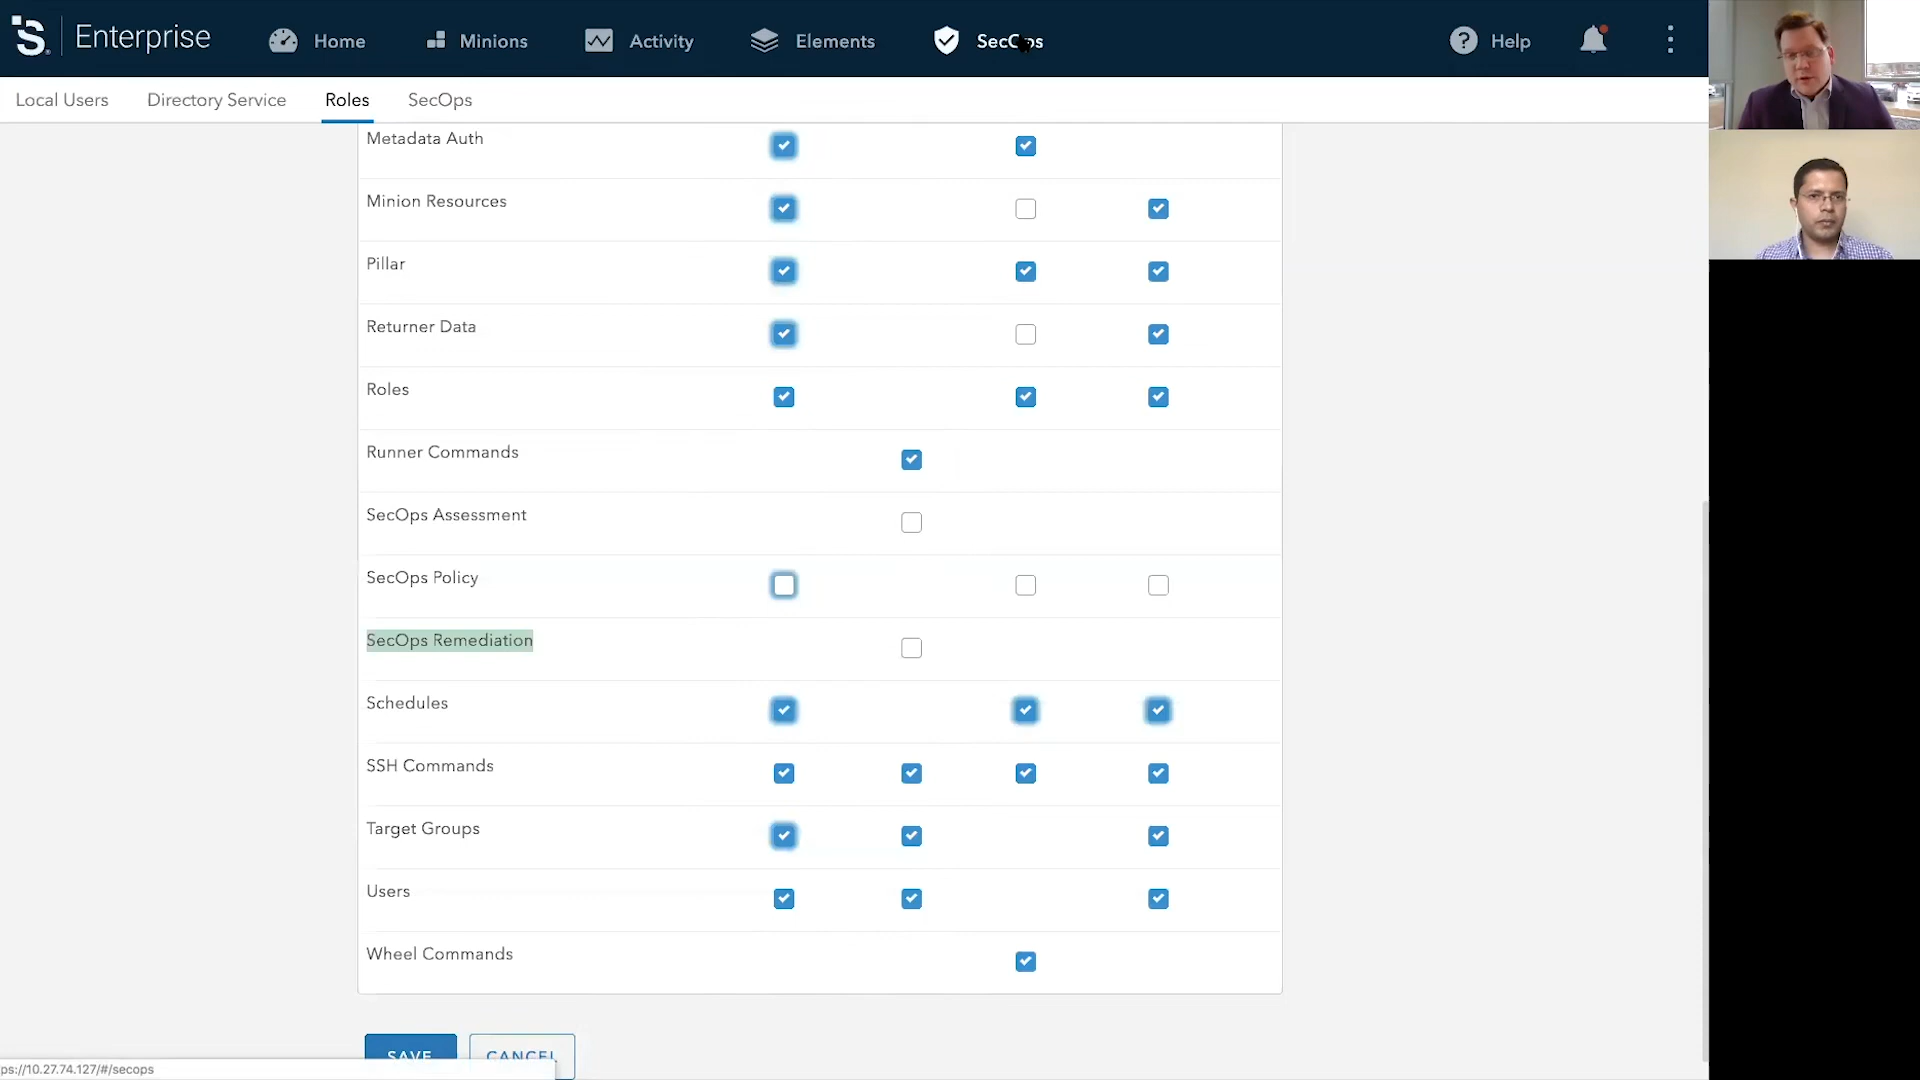 Enterprise
Home
Minions
Activity
Elements
SecOps
Help
Local Users
Directory Service
Roles
SecOps
Metadata Auth
Minion Resources
Pillar
Returner Data
Roles
Runner Commands
SecOps Assessment
SecOps Policy
SecOps Remediation
Schedules
SSH Commands
Target Groups
Users
Wheel Commands
SAVE
CANCEL
ps://10.27.74.127/#/secops